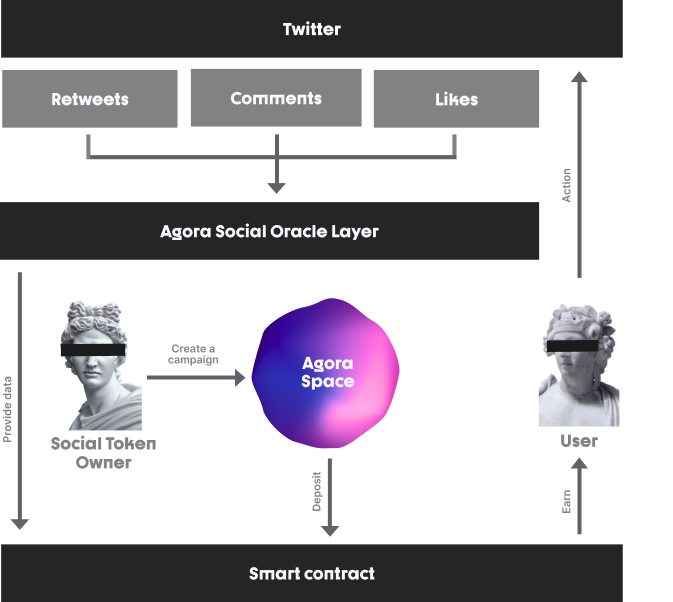 Twitter
Retweets
Comments
Likes
Action
Agora Social Oracle Layer
Provide data
Create a
campaign
Agora
Space
Social Token
Owner
User
Deposit
Earn
Smart contract